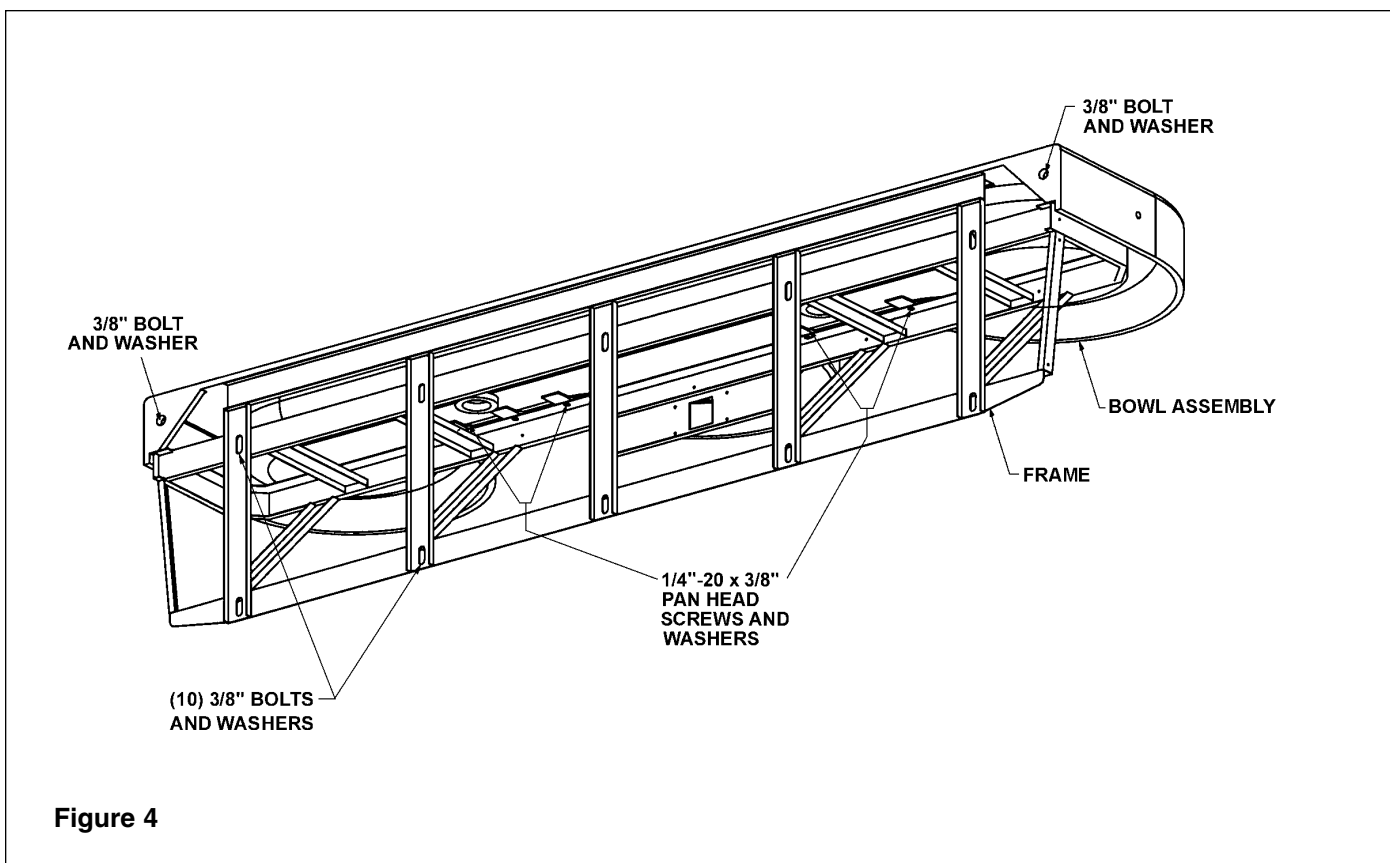 3/8" BOLT
AND WASHER
3/8" BOLT
AND WASHER
BOWL ASSEMBLY
FRAME
1/4"-20 x 3/8"
PAN HEAD
SCREWS AND
WASHERS
(10) 3/8" BOLTS
AND WASHERS
Figure 4